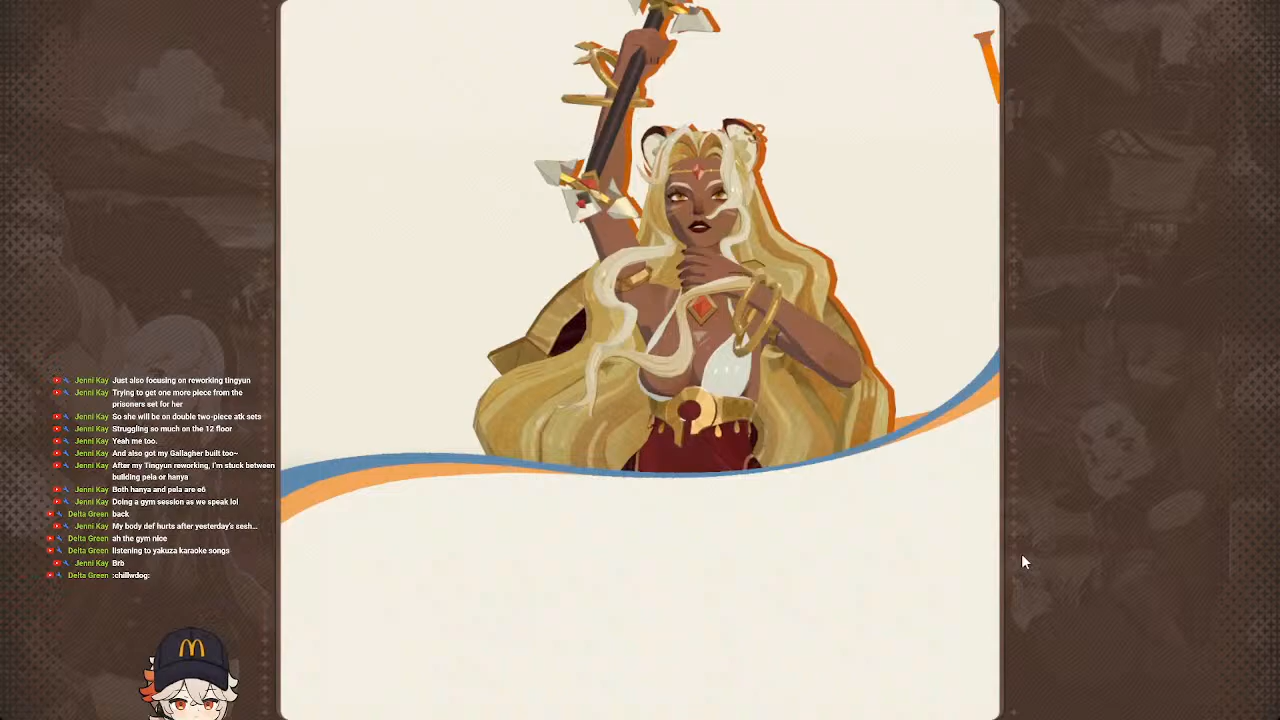 Jenni Kay Just also focusing on reworking tingyun
Jenni Kay Trying to get one more piece from the
prisoners set for her
Jenni Kay So she will be on double two-piece atk sets
Jenni Kay Struggling so much on the 12 floor
Jenni Kay Yeah me too.
Jenni Kay And also got my Gallagher built too~
Jenni Kay After my Tingyun reworking, I'm stuck between
building pela or hanya
Jenni Kay Both hanya and pela are e6
Jenni Kay Doing a gym session as we speak lol
Delta Green back
Jenni Kay My body def hurts after yesterday's sesh...
Delta Green ah the gym nice
Delta Green listening to yakuza karaoke songs
Jenni Kay Brb
Delta Green :chillwdog: